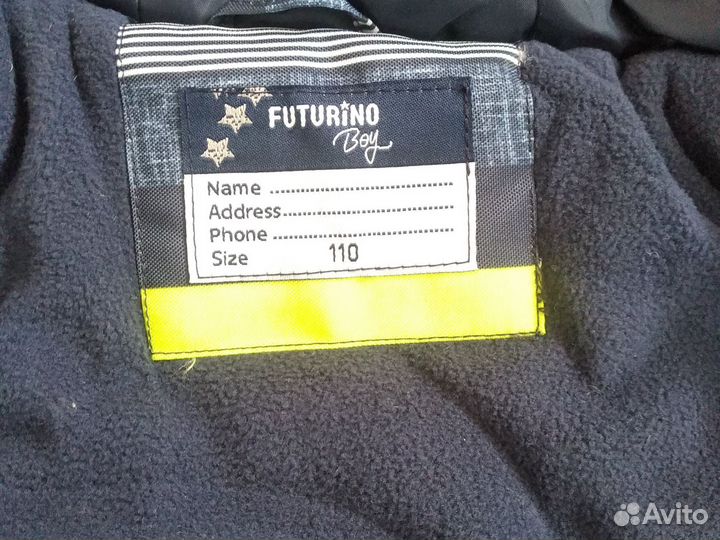 FUTURINO
Boy
Name ..............................
Address..............................
Phone ..............................
Size 110
Avito